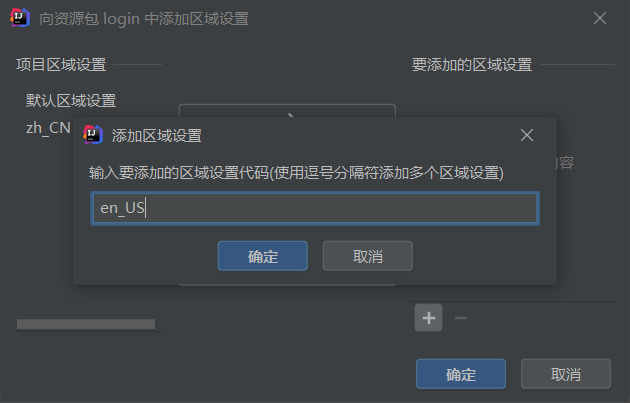 向资源包 login 中添加区域设置
项目区域设置
要添加的区域设置
默认区域设置
zh_CN
添加区域设置
输入要添加的区域设置代码(使用逗号分隔符添加多个区域设置)
内容
en_US
确定
取消
确定
取消